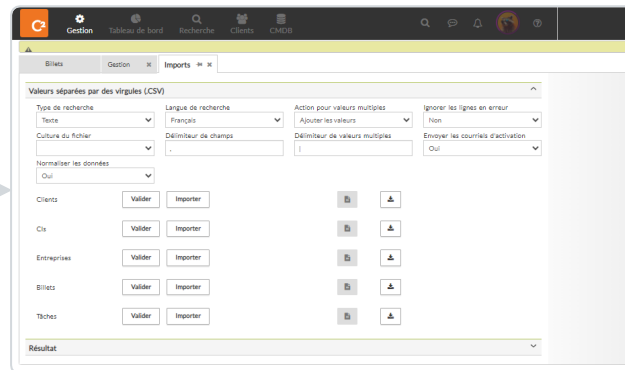 C2
Gestion Tableau de bord Recherche Clients CMDB
Billets Gestion × Imports ×
Valeurs séparées par des virgules (.CSV)
Type de recherche Langue de recherche Action pour valeurs multiples Ignorer les lignes en erreur
Texte Français Ajouter les valeurs Non
Culture du fichier Délimiteur de champs Délimiteur de valeurs multiples Envoyer les courriels d'activation
, | Oui
Normaliser les données
Oui
Clients Valider Importer
CIs Valider Importer
Entreprises Valider Importer
Billets Valider Importer
Tâches Valider Importer
Résultat